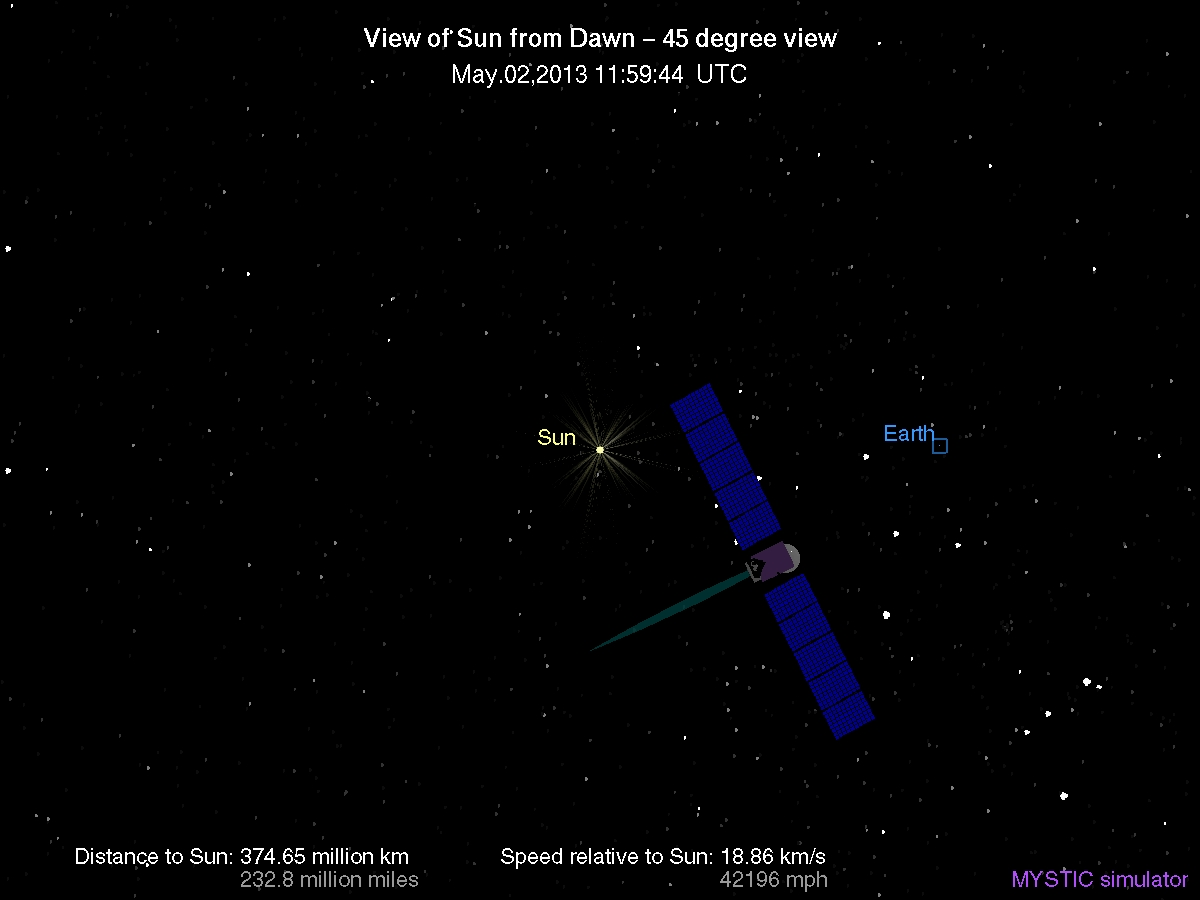 View of Sun from Dawn – 45 degree view
May.02,2013 11:59:44 UTC
Sun
Earth
Distance to Sun: 374.65 million km
232.8 million miles
Speed relative to Sun: 18.86 km/s
42196 mph
MYSTIC simulator